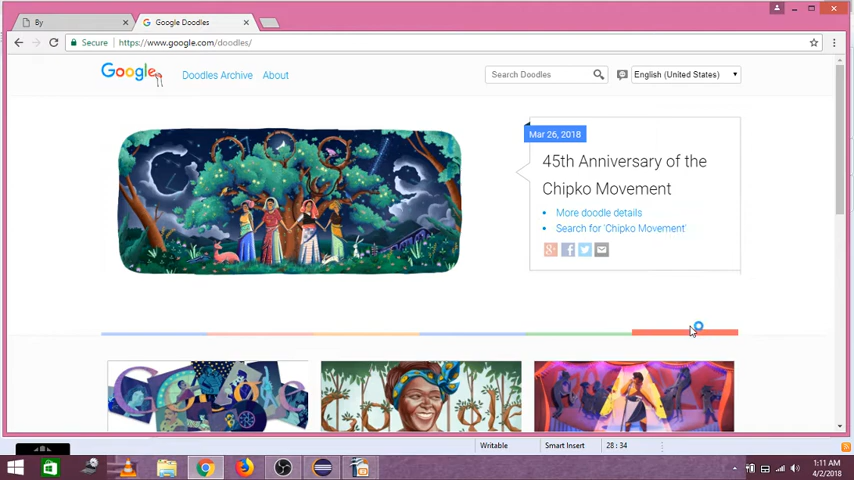 By
Google Doodles
Secure
https://www.google.com/doodles/
Google
Doodles Archive
About
Search Doodles
English (United States)
Mar 26, 2018
45th Anniversary of the
Chipko Movement
More doodle details
Search for 'Chipko Movement'
Writable
Smart Insert
28 : 34
1:11 AM
4/2/2018